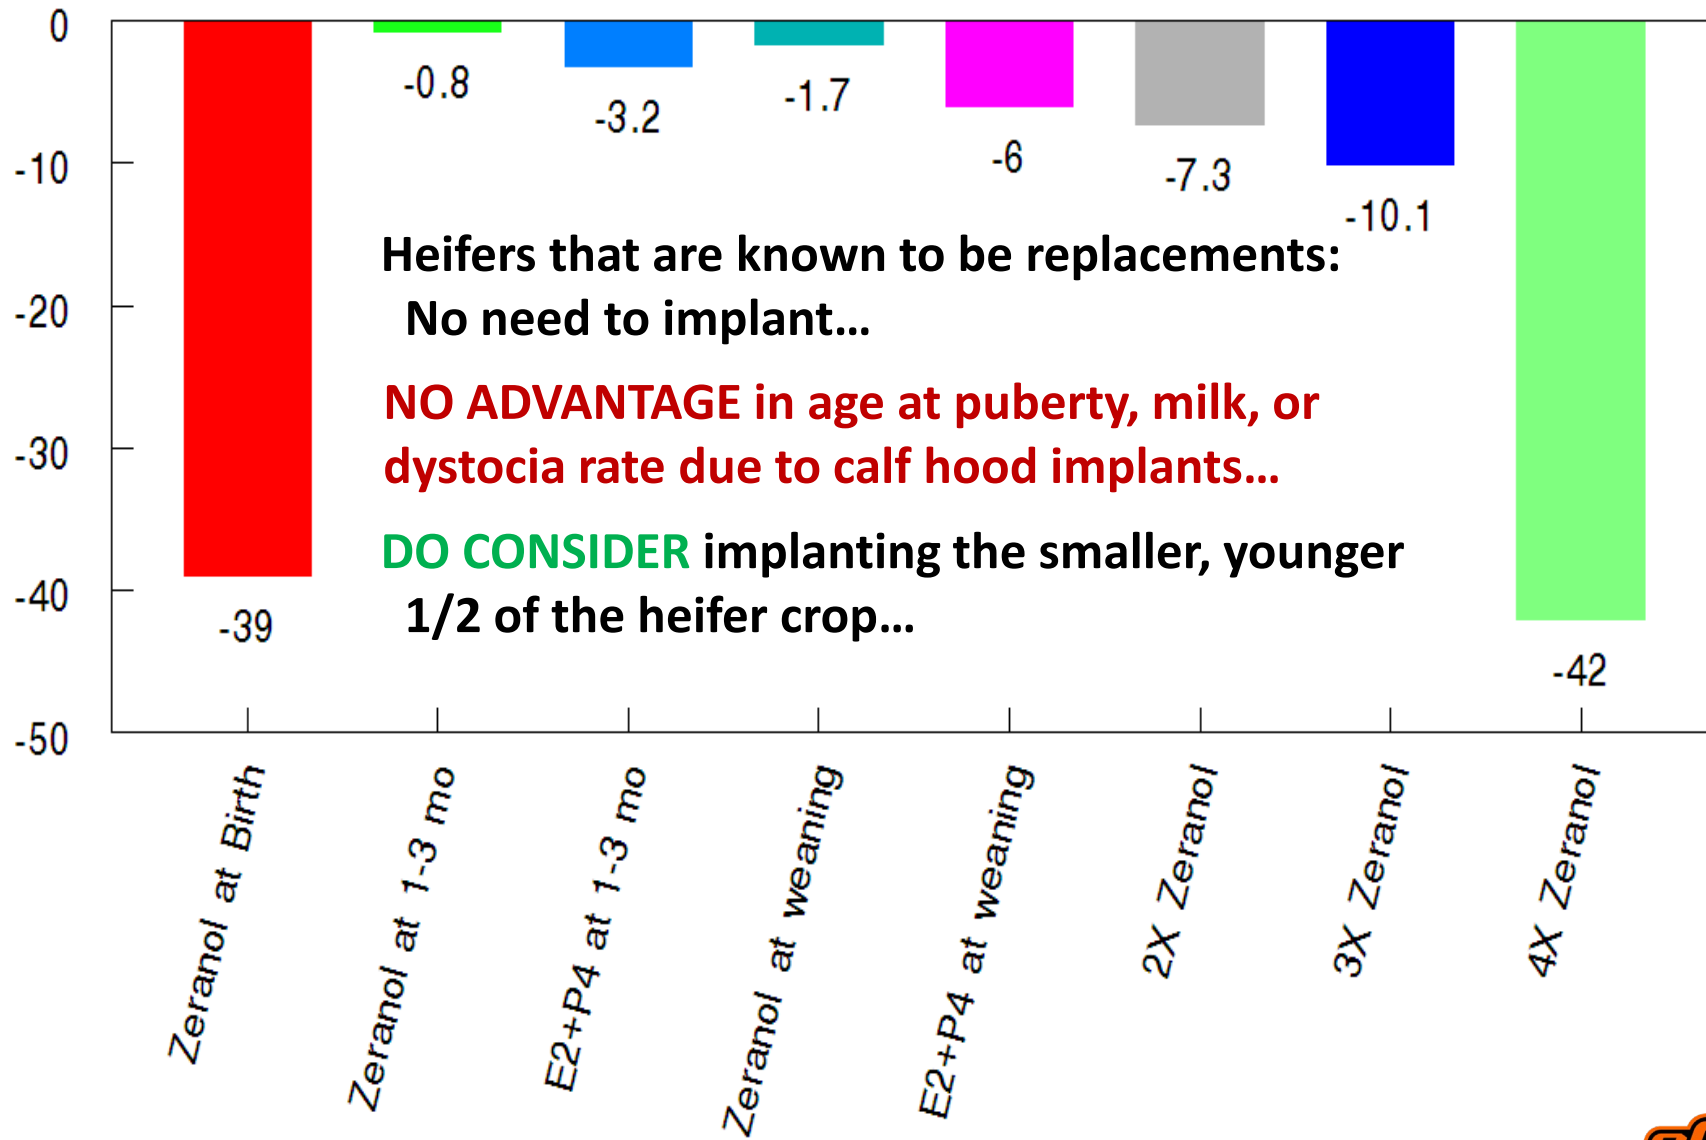 0
-10
-20
-30
-40
-50
-39
-0.8
-3.2
-1.7
-6
-7.3
-10.1
-42
Heifers that are known to be replacements:
No need to implant…
NO ADVANTAGE in age at puberty, milk, or
dystocia rate due to calf hood implants…
DO CONSIDER implanting the smaller, younger
1/2 of the heifer crop…
Zeranol at Birth
Zeranol at 1-3 mo
E2+P4 at 1-3 mo
Zeranol at weaning
E2+P4 at weaning
2X Zeranol
3X Zeranol
4X Zeranol